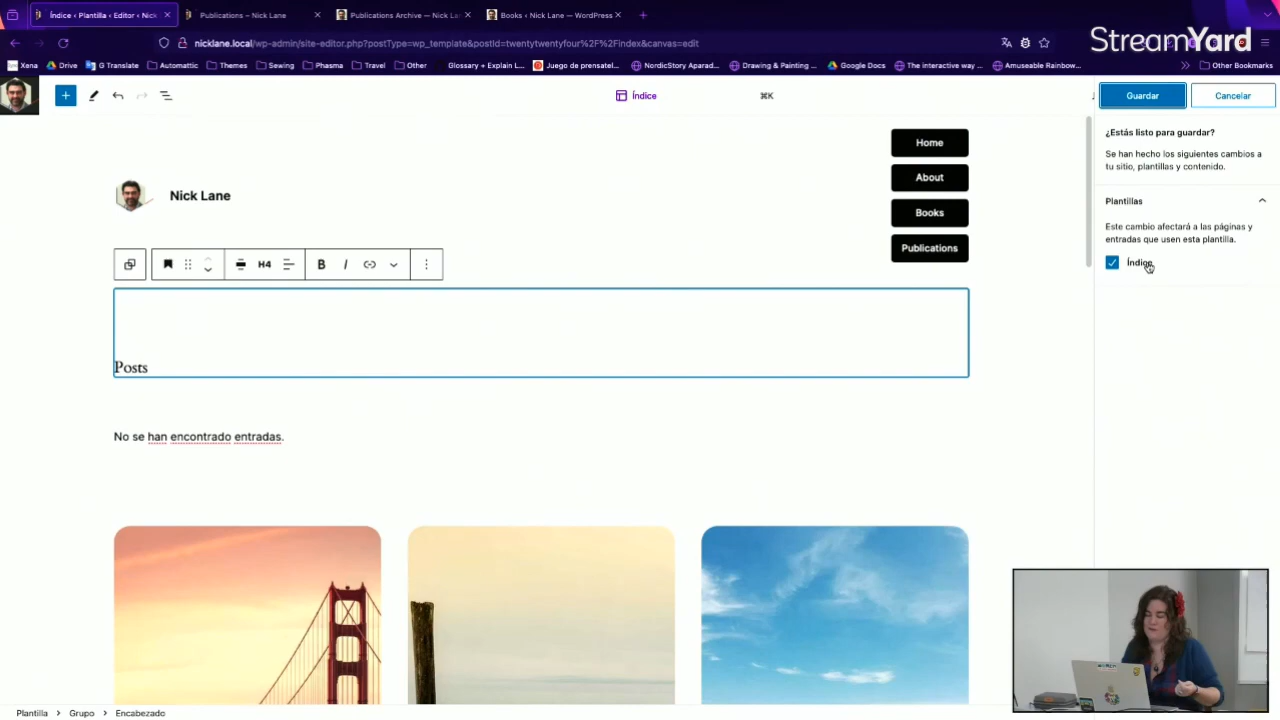 Índice ‹ Plantilla ‹ Editor ‹ Nick
Publications – Nick Lane
Publications Archive — Nick Lan
Books ‹ Nick Lane — WordPress
nicklane.local/wp-admin/site-editor.php?postType=wp_template&postId=twentytwentyfour%2F%2Findex&canvas=edit
StreamYard
Xena
Drive
G Translate
Automattic
Themes
Sewing
Phasma
Travel
Other
Glossary + Explain L...
Juego de prensatel...
NordicStory Aparad...
Drawing & Painting ...
Google Docs
The interactive way ...
Amuseable Rainbow...
Other Bookmarks
Índice
⌘K
Guardar
Cancelar
Home
About
Books
Publications
Nick Lane
H4
B
I
Posts
No se han encontrado entradas.
¿Estás listo para guardar?
Se han hecho los siguientes cambios a
tu sitio, plantillas y contenido.
Plantillas
Este cambio afectará a las páginas y
entradas que usen esta plantilla.
Índice
Plantilla > Grupo > Encabezado